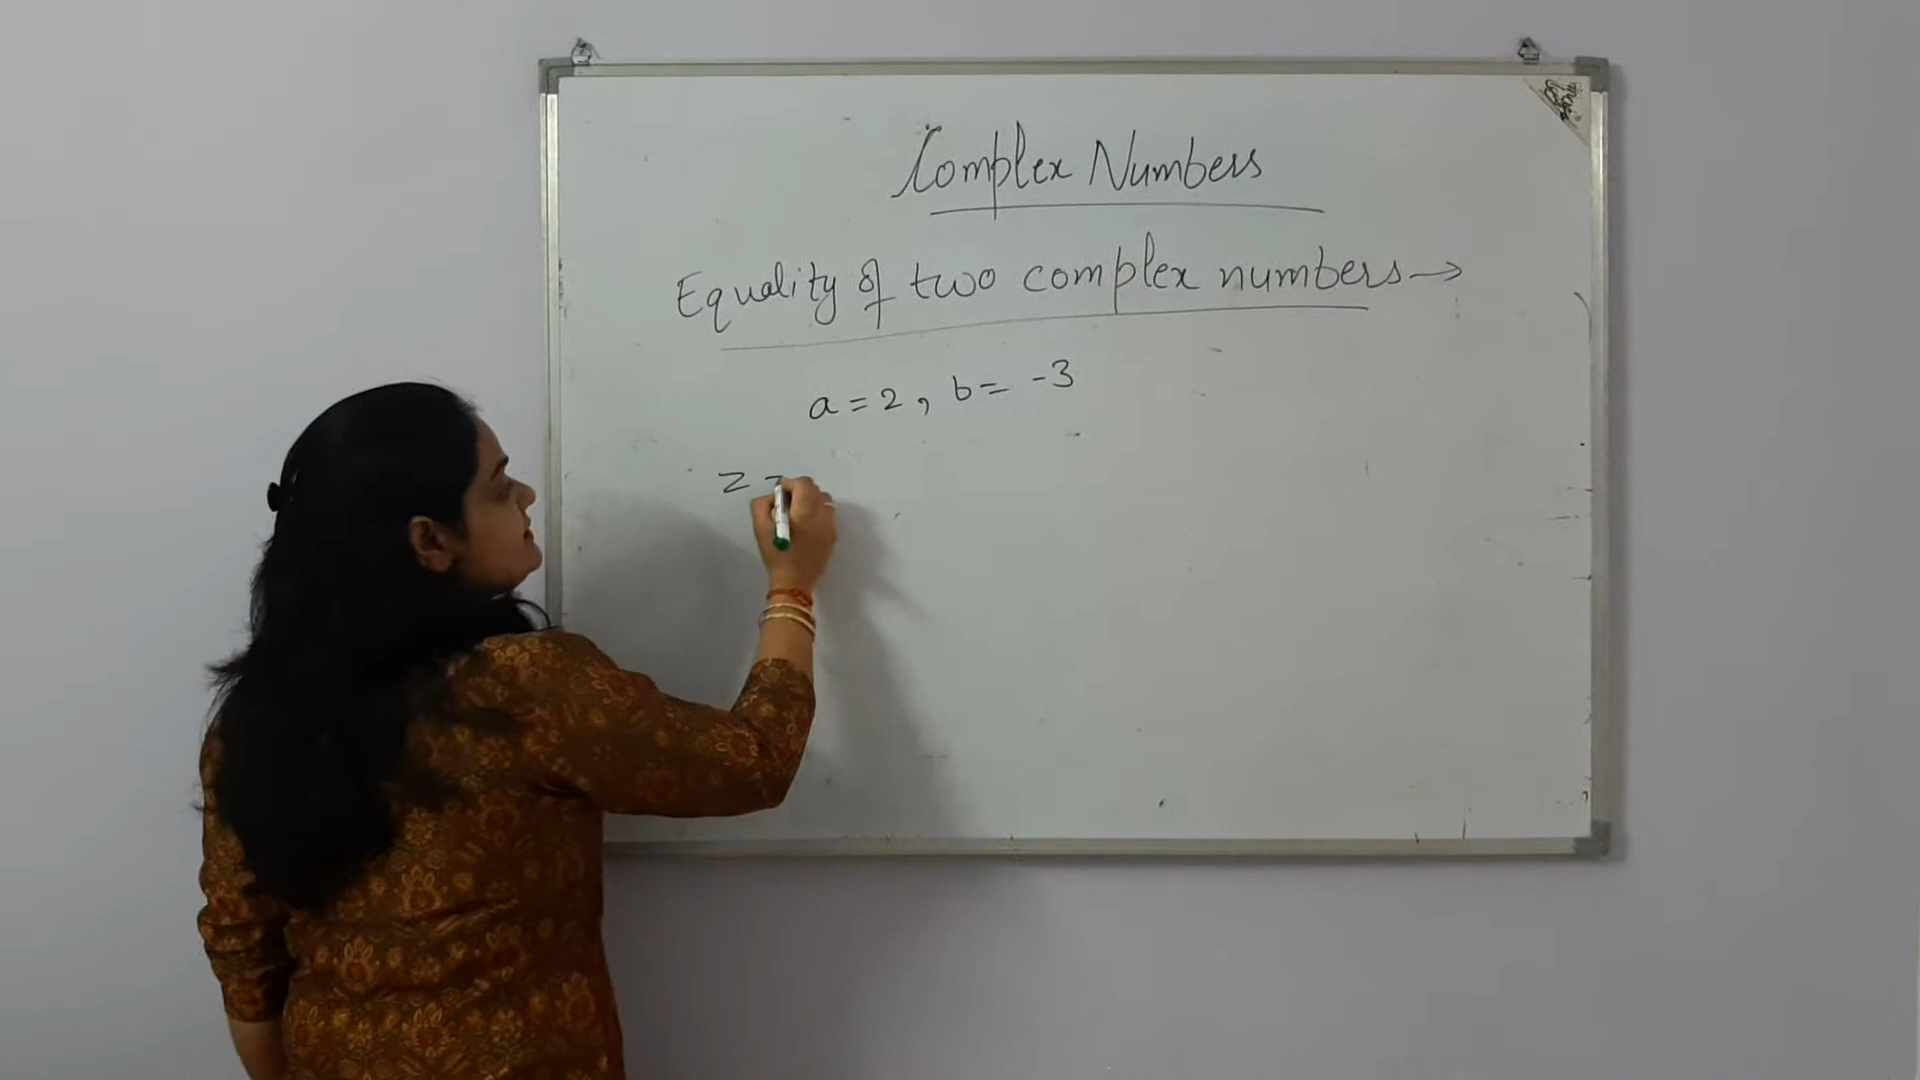 Complex Numbers
Equality of two complex numbers→
a = 2, b = -3
z =